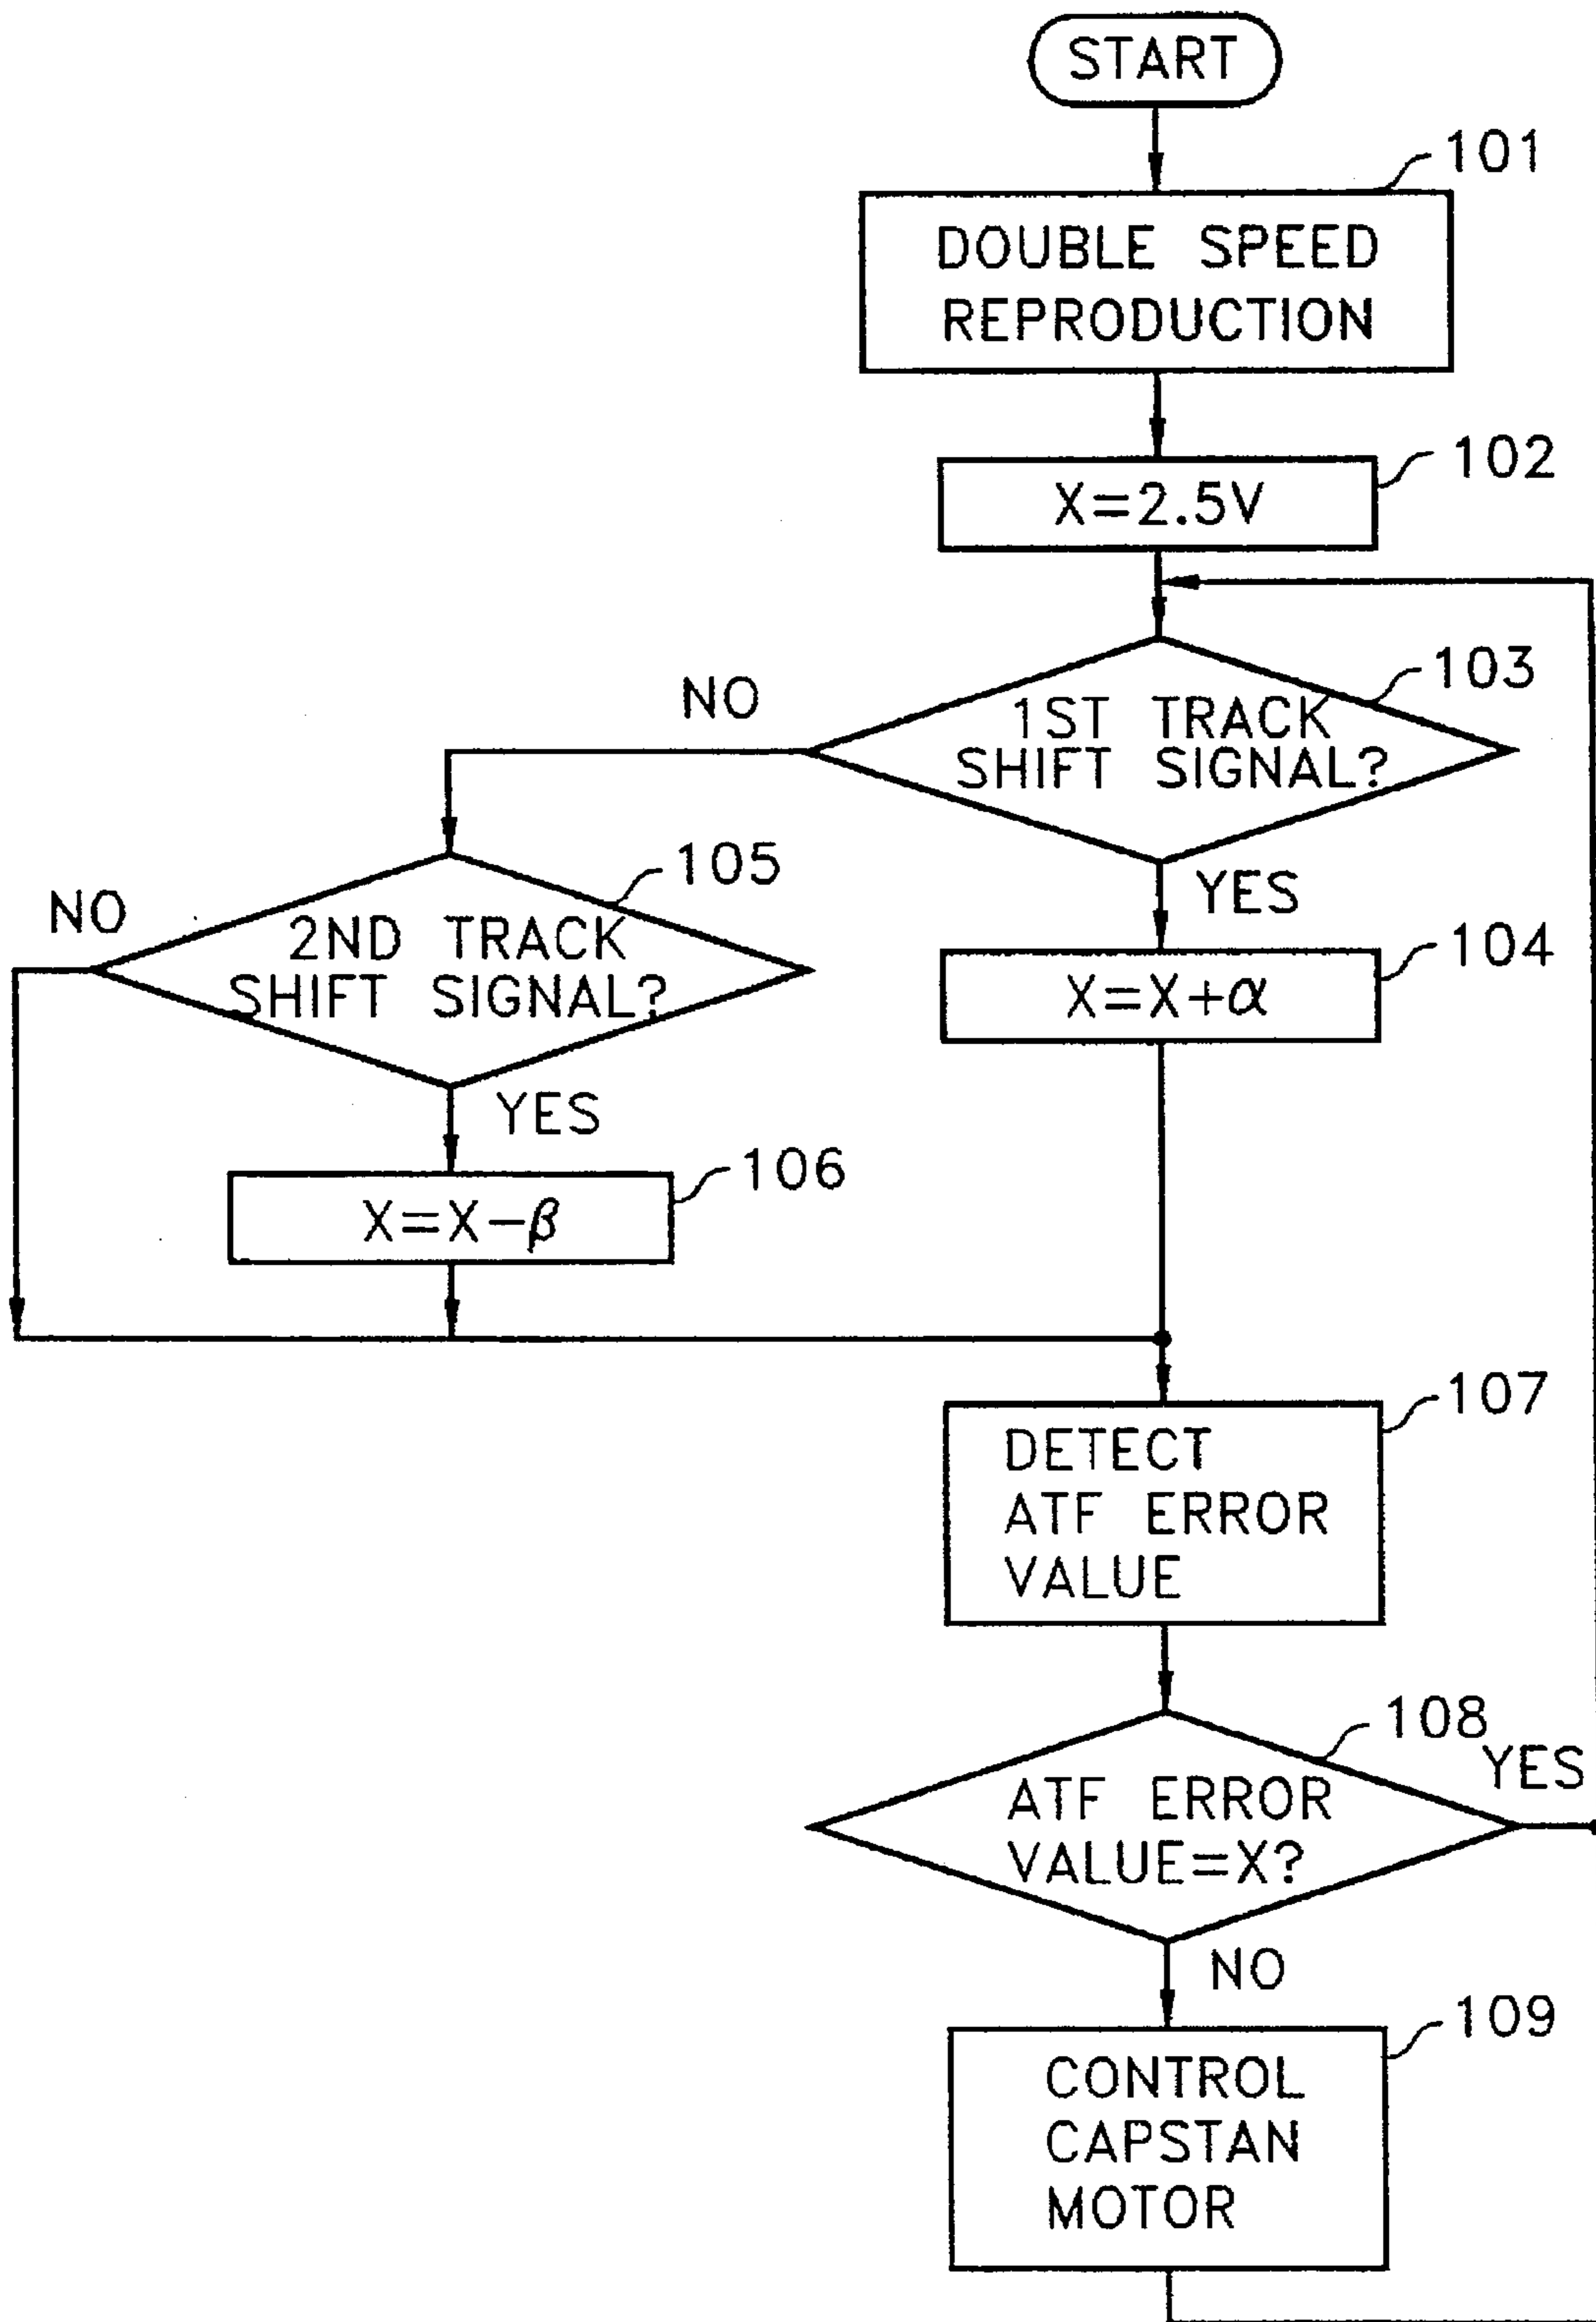 START
101
DOUBLE SPEED
REPRODUCTION
102
X=2.5V
103
NO
1ST TRACK
SHIFT SIGNAL?
105
YES
NO
2ND TRACK
SHIFT SIGNAL?
104
X=X+α
YES
106
X=X-β
107
DETECT
ATF ERROR
VALUE
108
YES
ATF ERROR
VALUE=X?
NO
109
CONTROL
CAPSTAN
MOTOR